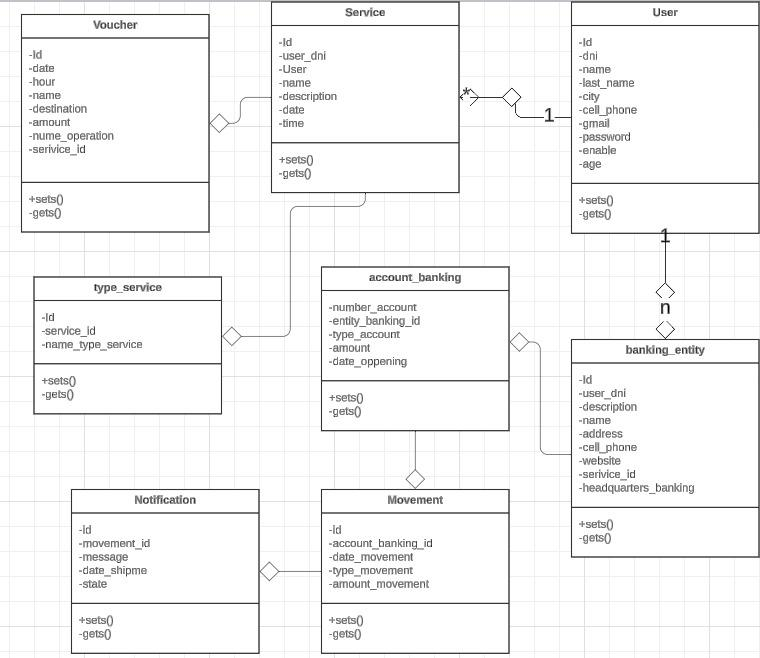 Voucher
-Id
-date
-hour
-name
-destination
-amount
-nume_operation
-serivice_id
+sets()
-gets()
Service
-Id
-user_dni
-User
-name
-description
-date
-time
+sets()
-gets()
*
1
User
-Id
-dni
-name
-last_name
-city
-cell_phone
-gmail
-password
-enable
-age
+sets()
-gets()
1
n
type_service
-Id
-service_id
-name_type_service
+sets()
-gets()
account_banking
-number_account
-entity_banking_id
-type_account
-amount
-date_oppening
+sets()
-gets()
banking_entity
-Id
-user_dni
-description
-name
-address
-cell_phone
-website
-serivice_id
-headquarters_banking
+sets()
-gets()
Notification
-Id
-movement_id
-message
-date_shipme
-state
+sets()
-gets()
Movement
-Id
-account_banking_id
-date_movement
-type_movement
-amount_movement
+sets()
-gets()